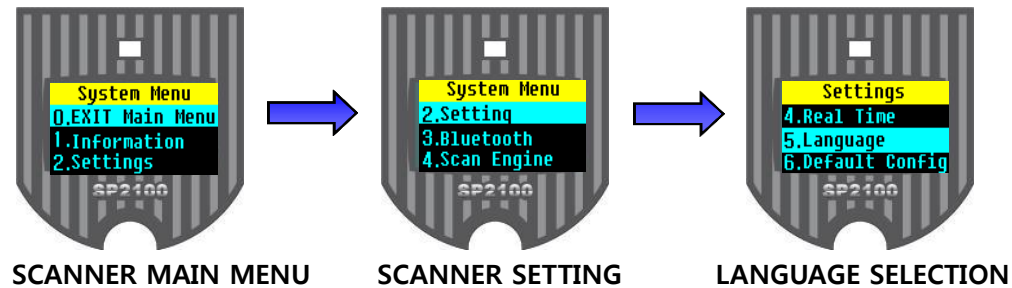 System Menu
0.EXIT Main Menu
1.Information
2.Settings
SP2100
SCANNER MAIN MENU
System Menu
2.Setting
3.Bluetooth
4.Scan Engine
SP2100
SCANNER SETTING
Settings
4.Real Time
5.Language
6.Default Config
SP2100
LANGUAGE SELECTION